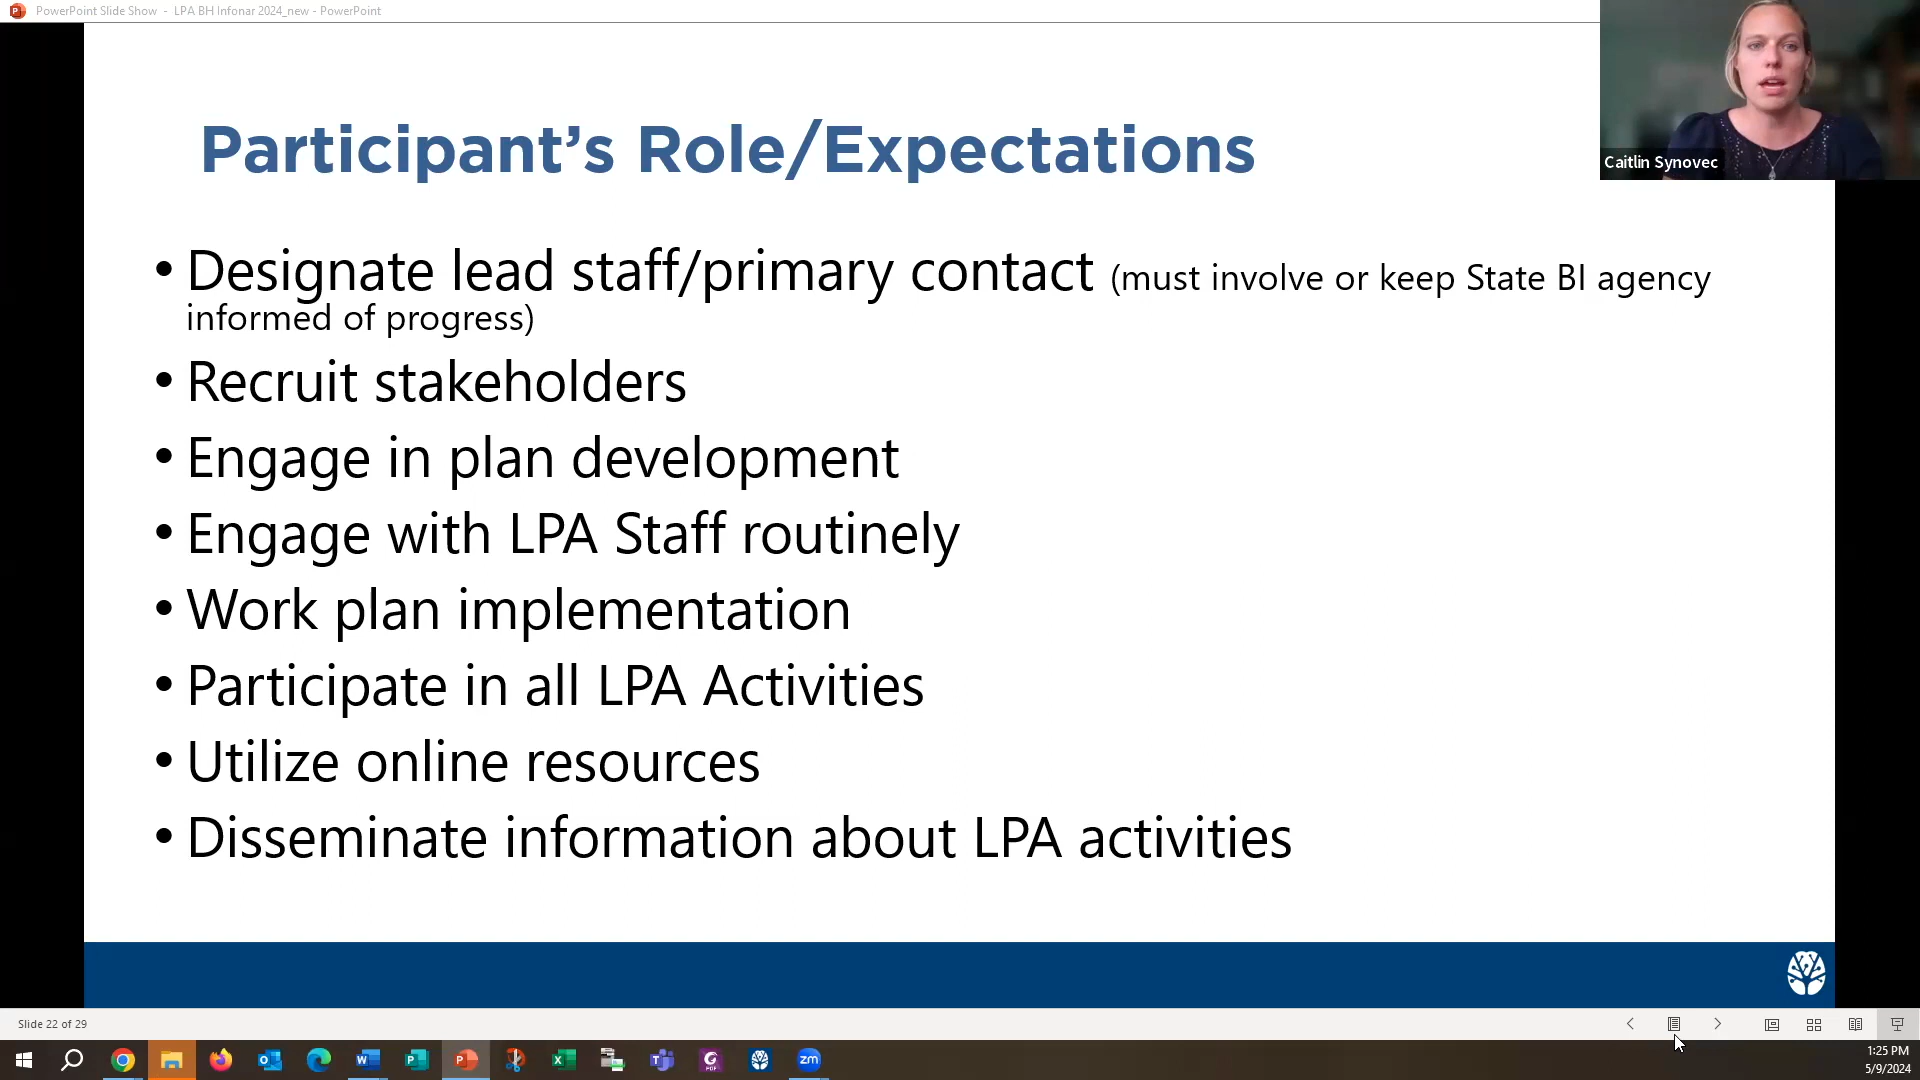 PowerPoint Slide Show - LPA BH Infonar 2024_new - PowerPoint
Caitlin Synovec
Participant’s Role/Expectations
• Designate lead staff/primary contact (must involve or keep State BI agency
informed of progress)
• Recruit stakeholders
• Engage in plan development
• Engage with LPA Staff routinely
• Work plan implementation
• Participate in all LPA Activities
• Utilize online resources
• Disseminate information about LPA activities
Slide 22 of 29
1:25 PM
5/9/2024